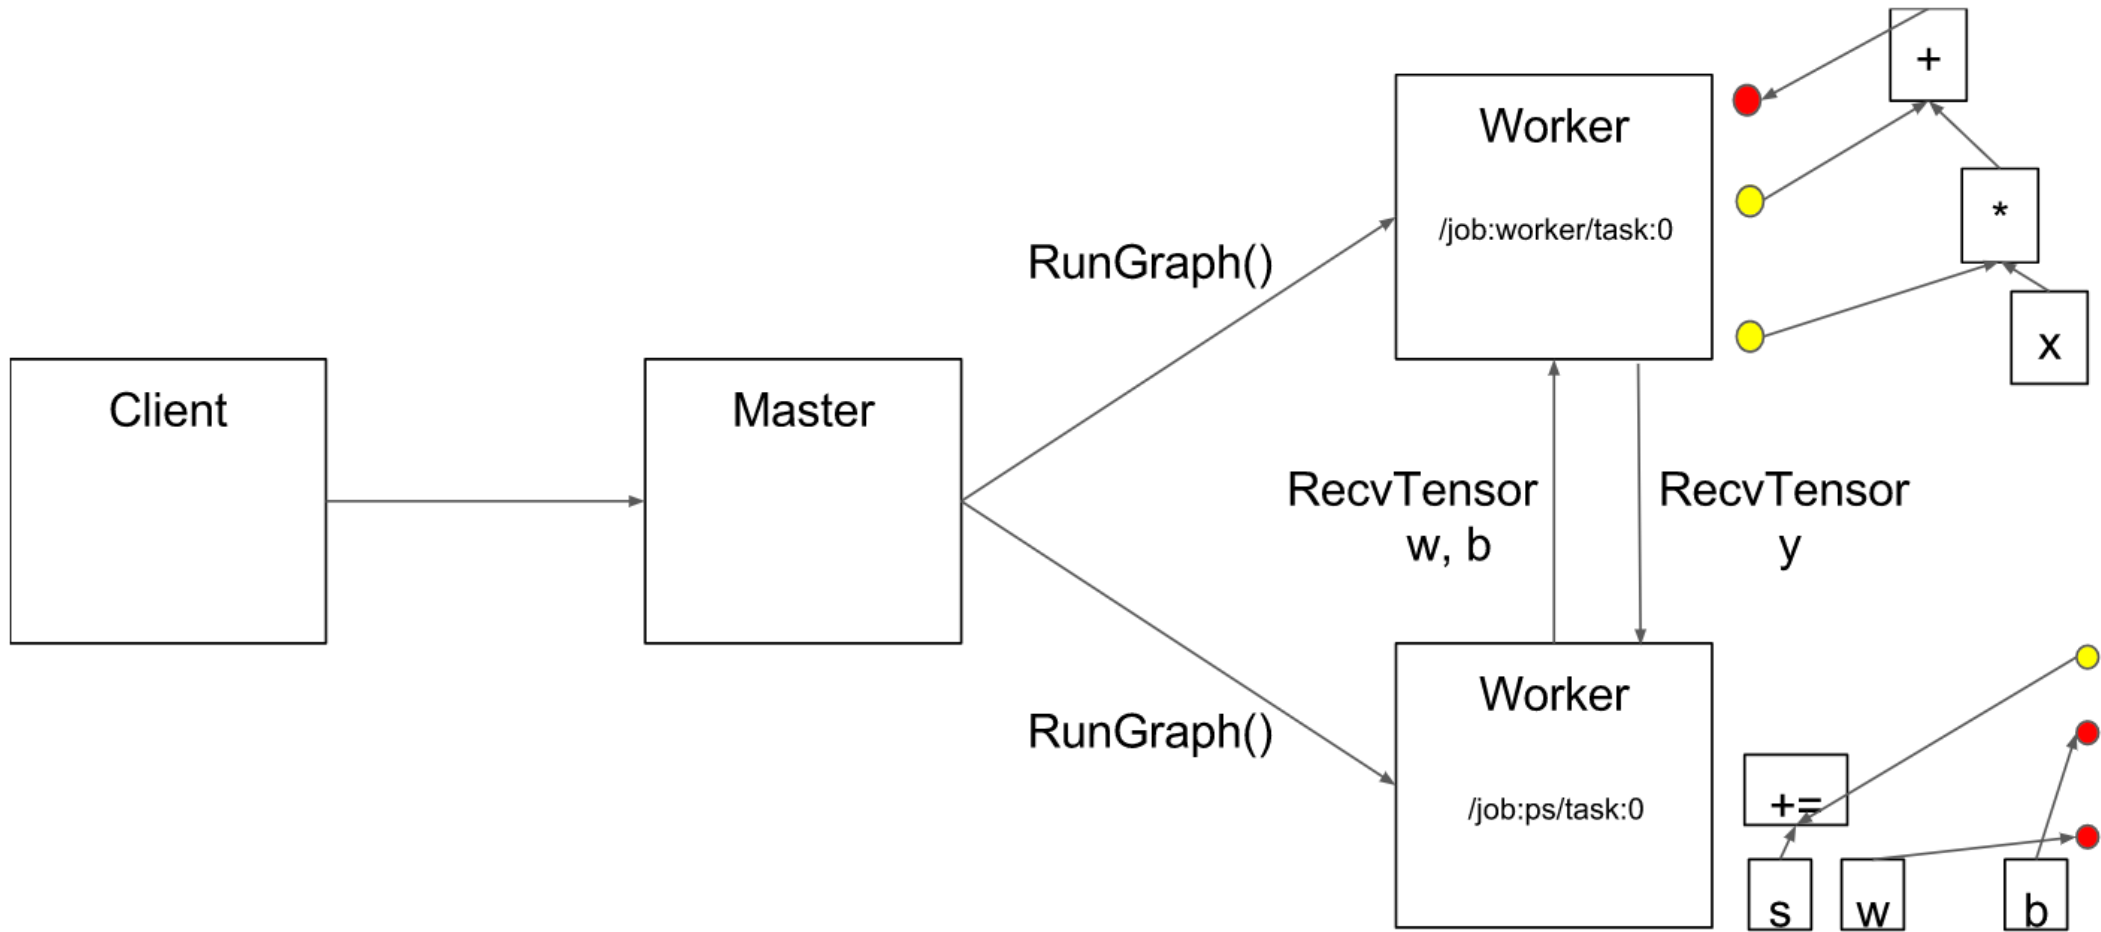 Client
Master
RunGraph()
RunGraph()
Worker
/job:worker/task:0
RecvTensor
w, b
RecvTensor
y
Worker
/job:ps/task:0
+
*
x
+=
s
w
b